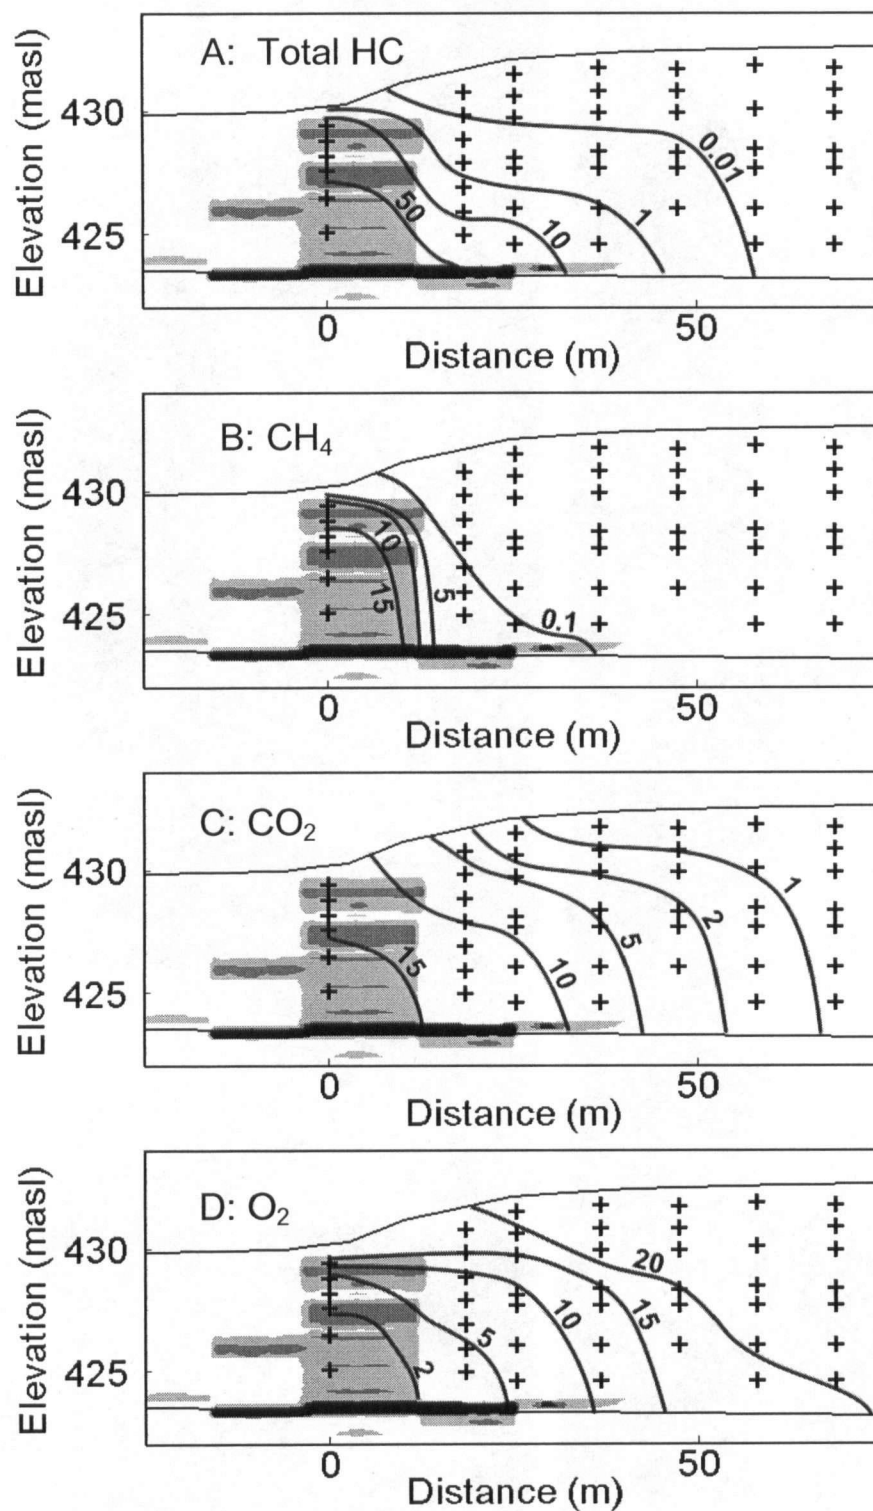 A: Total HC
Elevation (masl)
430
425
50
10
1
0.01
0
50
Distance (m)
B: CH₄
Elevation (masl)
430
425
15
10
5
0.1
0
50
Distance (m)
C: CO₂
Elevation (masl)
430
425
15
10
5
2
1
0
50
Distance (m)
D: O₂
Elevation (masl)
430
425
2
5
10
15
20
0
50
Distance (m)